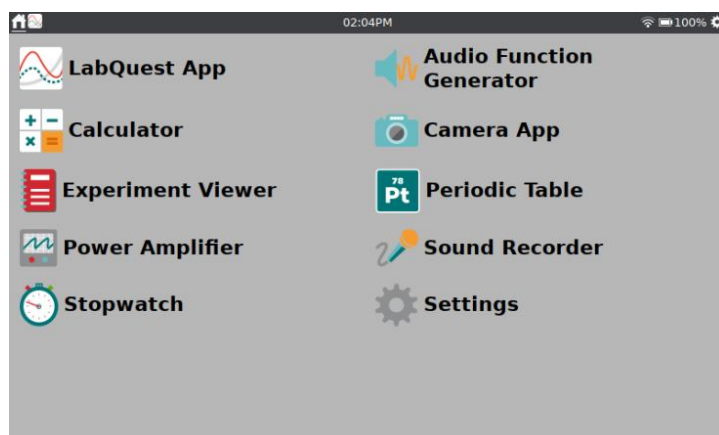 02:04PM
100%
LabQuest App
Audio Function
Generator
Calculator
Camera App
Experiment Viewer
78
Pt
Periodic Table
Power Amplifier
Sound Recorder
Stopwatch
Settings